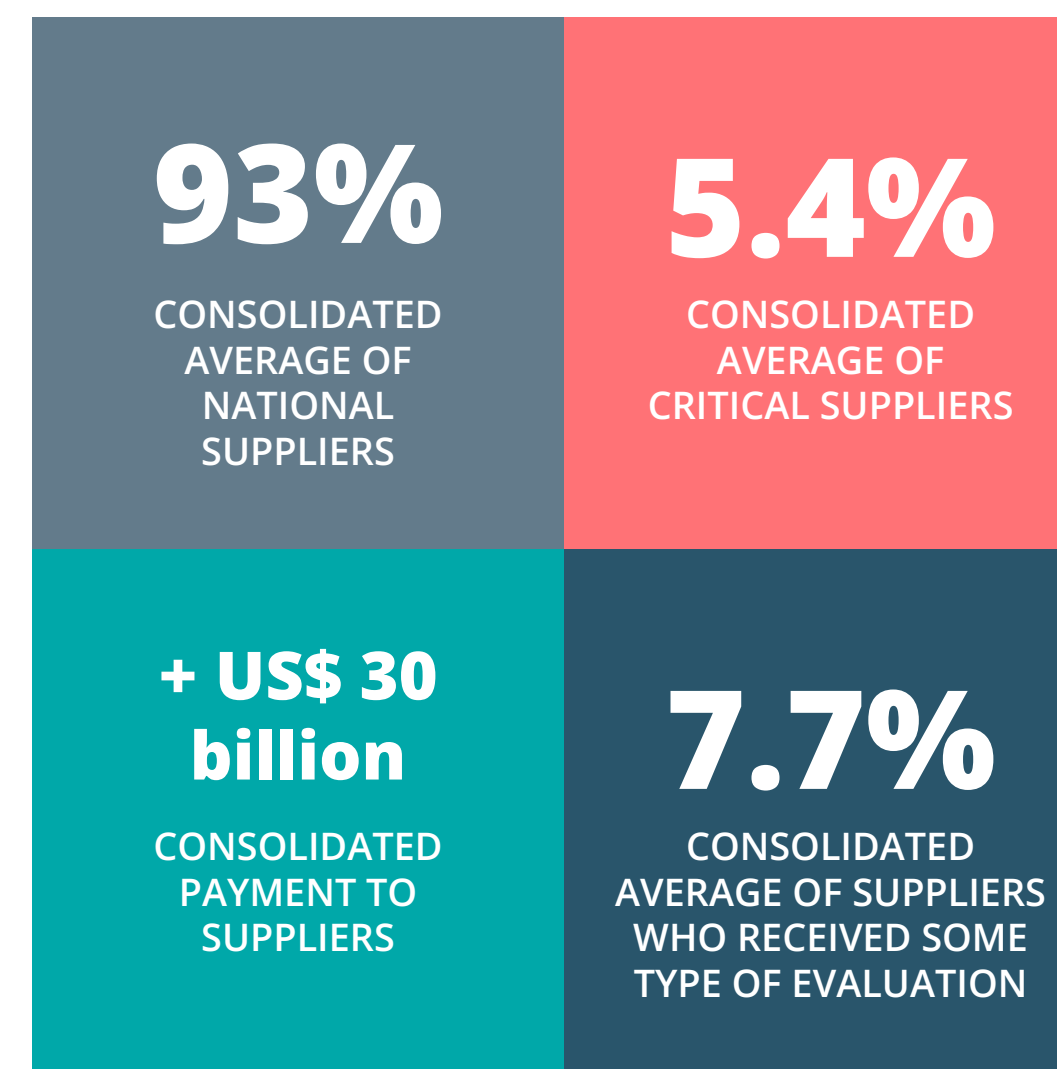 93%
CONSOLIDATED
AVERAGE OF
NATIONAL
SUPPLIERS
5.4%
CONSOLIDATED
AVERAGE OF
CRITICAL SUPPLIERS
+ US$ 30
billion
CONSOLIDATED
PAYMENT TO
SUPPLIERS
7.7%
CONSOLIDATED
AVERAGE OF SUPPLIERS
WHO RECEIVED SOME
TYPE OF EVALUATION